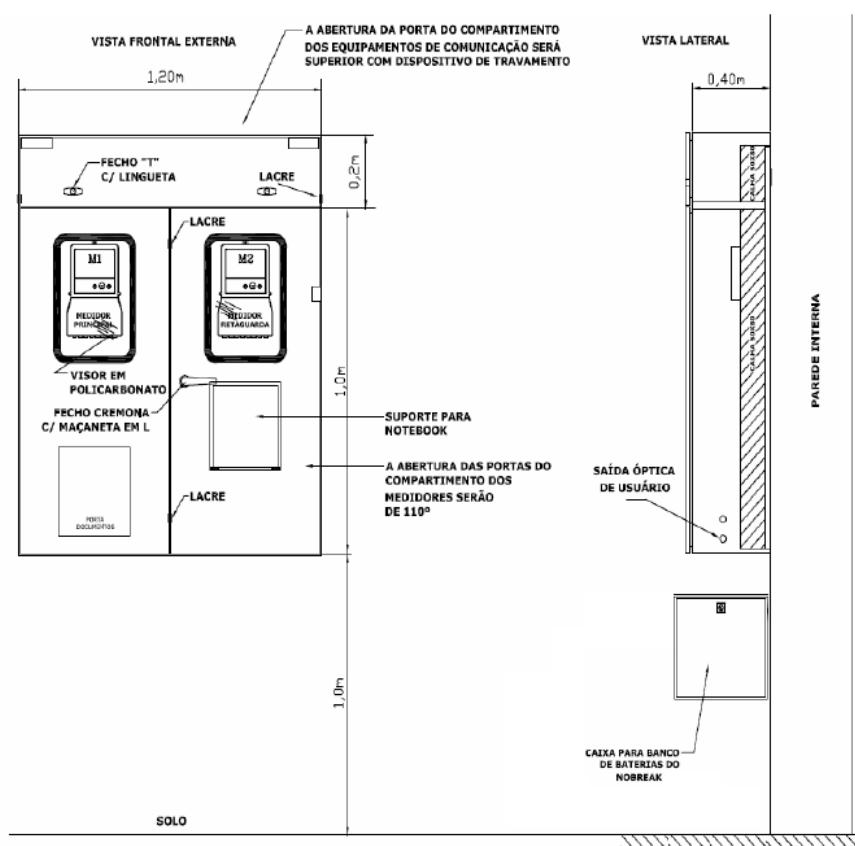 VISTA FRONTAL EXTERNA
A ABERTURA DA PORTA DO COMPARTIMENTO
DOS EQUIPAMENTOS DE COMUNICAÇÃO SERÁ
SUPERIOR COM DISPOSITIVO DE TRAVAMENTO
VISTA LATERAL
1,20m
0,40m
FECHO "T"
C/ LINGUETA
LACRE
0,2m
CALHA 50X80
LACRE
M1
M2
MEDIDOR
PRINCIPAL
MEDIDOR
RETAGUARDA
VISOR EM
POLICARBONATO
FECHO CREMONA
C/ MAÇANETA EM L
1,0m
CALHA 50X80
PAREDE INTERNA
SUPORTE PARA
NOTEBOOK
A ABERTURA DAS PORTAS DO
COMPARTIMENTO DOS
MEDIDORES SERÃO
DE 110º
SAÍDA ÓPTICA
DE USUÁRIO
LACRE
PORTA
DOCUMENTOS
1,0m
CAIXA PARA BANCO
DE BATERIAS DO
NOBREAK
SOLO